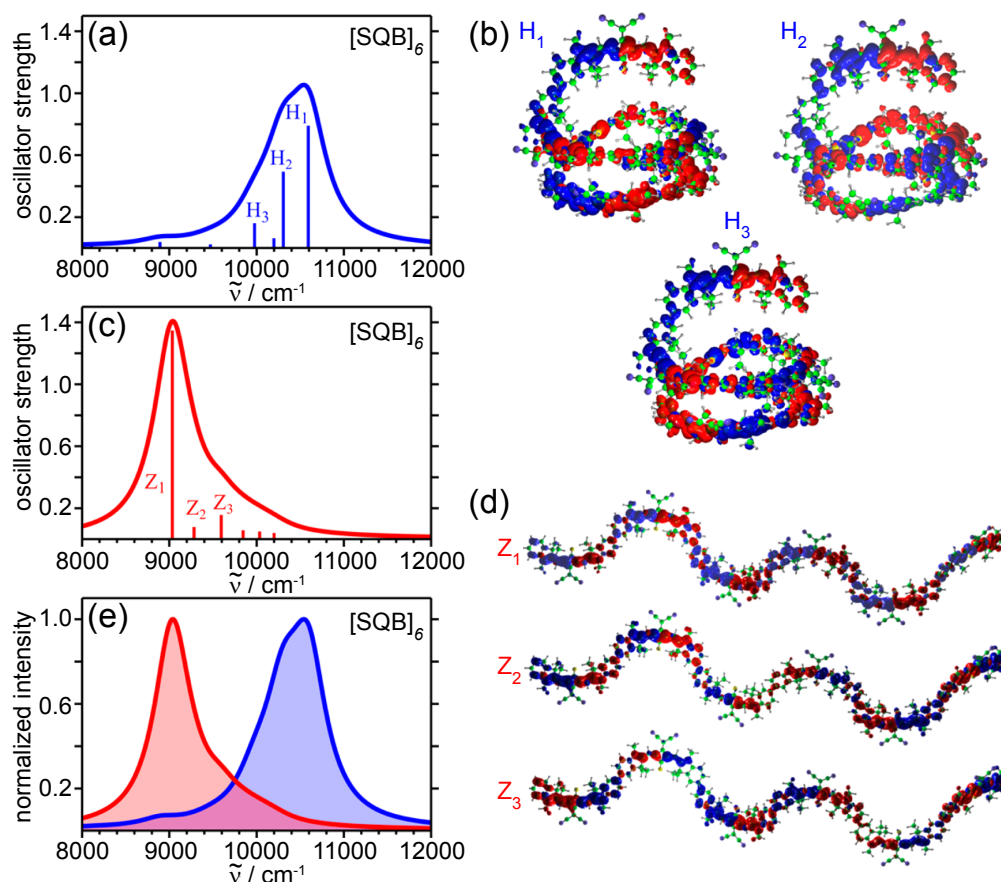 (a)
[SQB]6
oscillator strength
1.4
1.0
0.6
0.2
H1
H2
H3
8000 9000 10000 11000 12000
ṽ / cm-1
(b)
H1
H2
H3
(c)
[SQB]6
oscillator strength
1.4
1.0
0.6
0.2
Z1
Z2
Z3
8000 9000 10000 11000 12000
ṽ / cm-1
(d)
Z1
Z2
Z3
(e)
[SQB]6
normalized intensity
1.0
0.6
0.2
8000 9000 10000 11000 12000
ṽ / cm-1